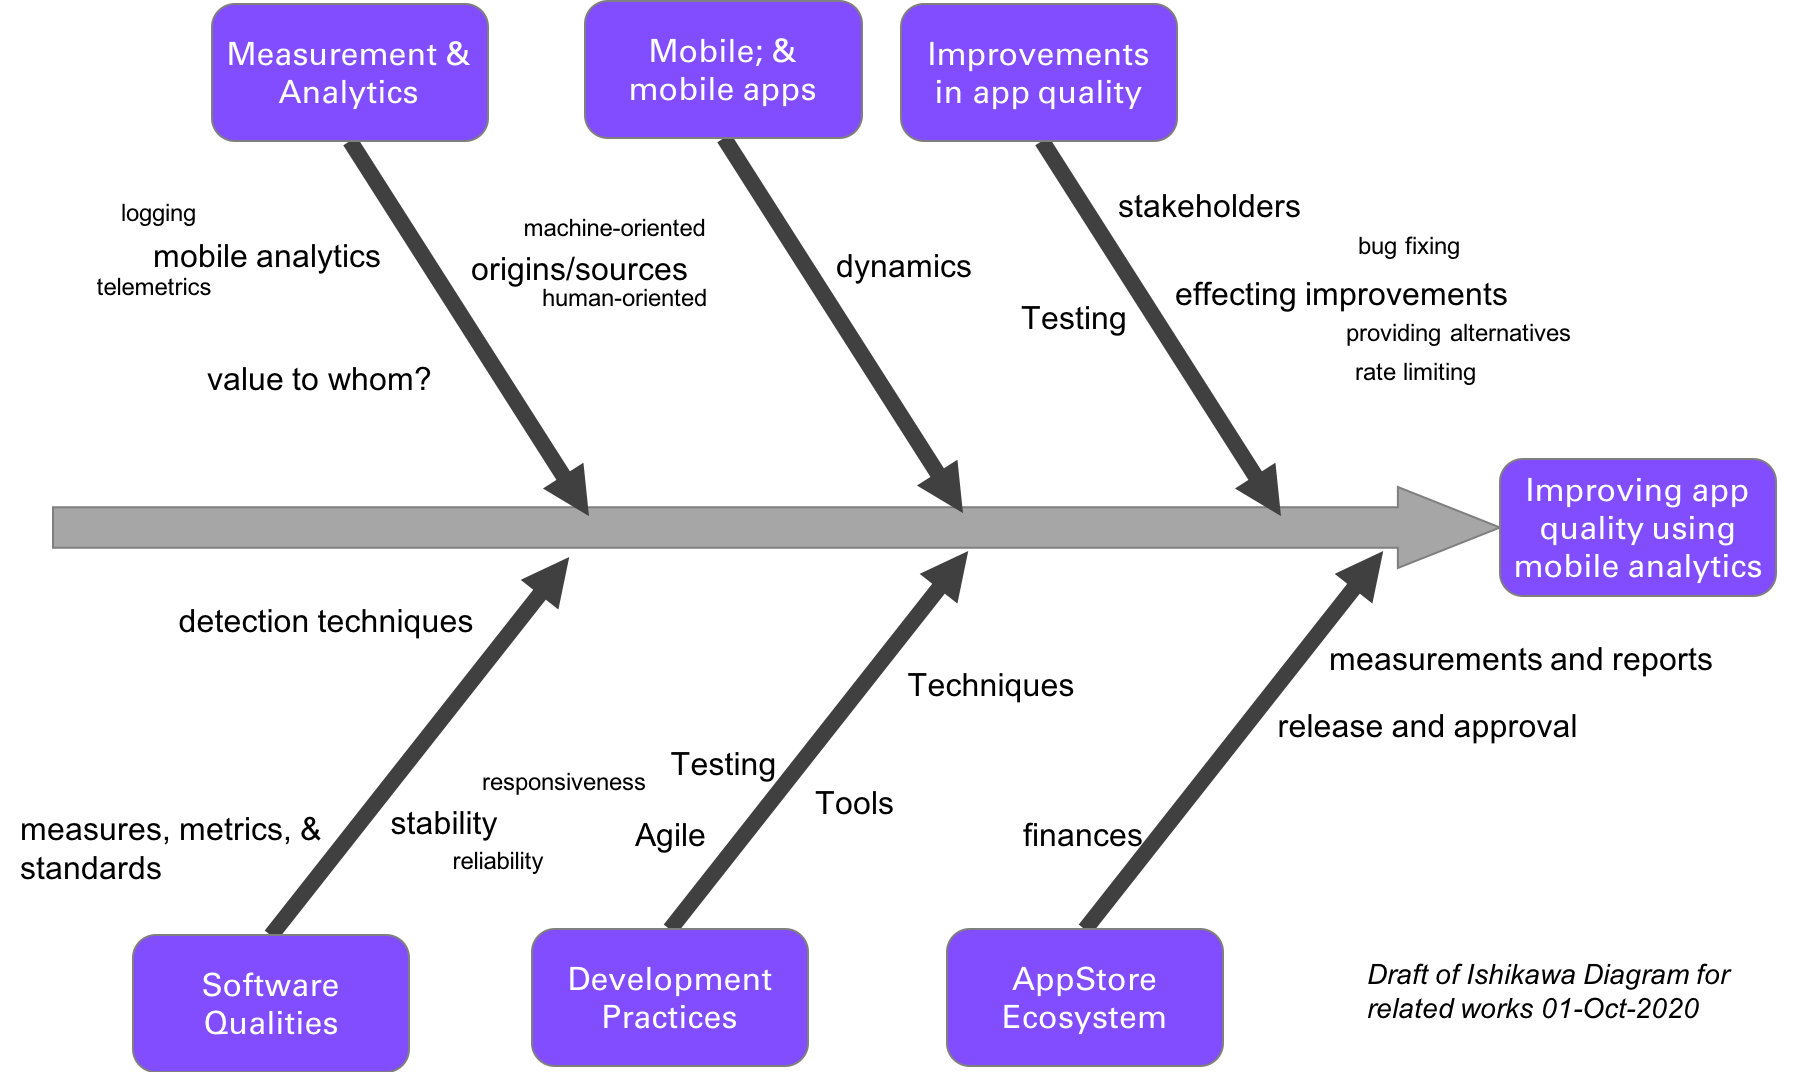 Measurement &
Analytics
Mobile; &
mobile apps
Improvements
in app quality
logging
mobile analytics
telemetrics
value to whom?
machine-oriented
origins/sources
human-oriented
dynamics
Testing
stakeholders
bug fixing
effecting improvements
providing alternatives
rate limiting
Improving app
quality using
mobile analytics
detection techniques
measures, metrics, &
standards
responsiveness
stability
reliability
Testing
Agile
Techniques
Tools
finances
measurements and reports
release and approval
Software
Qualities
Development
Practices
AppStore
Ecosystem
Draft of Ishikawa Diagram for
related works 01-Oct-2020